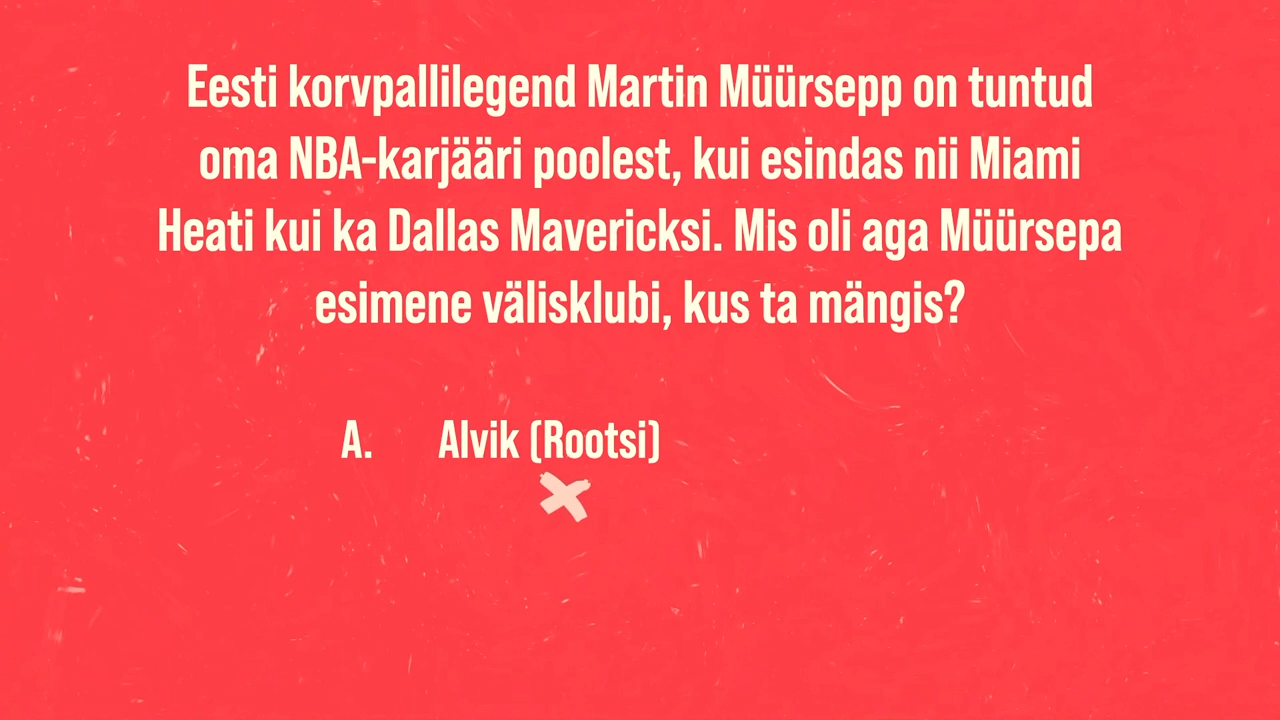 Eesti korvpallilegend Martin Müürsepp on tuntud
oma NBA-karjääri poolest, kui esindas nii Miami
Heati kui ka Dallas Mavericksi. Mis oli aga Müürsepa
esimene välisklubi, kus ta mängis?
A. Alvik (Rootsi)